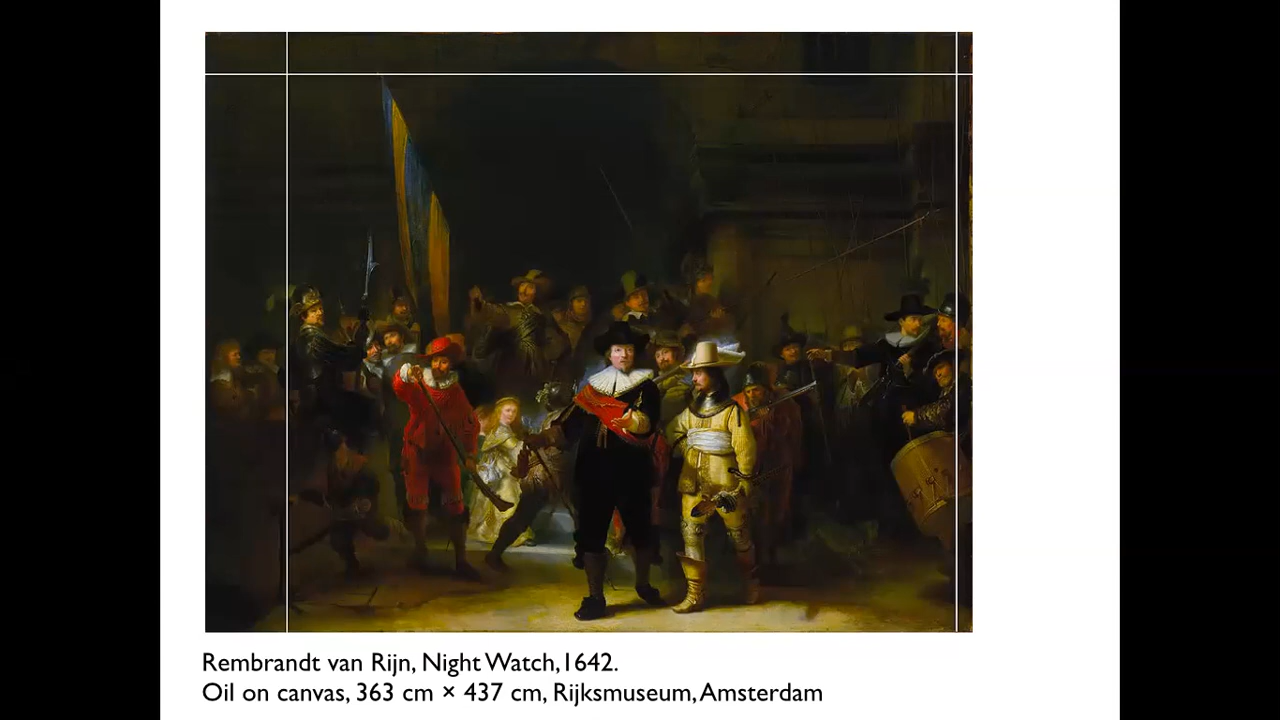 Rembrandt van Rijn, Night Watch,1642.
Oil on canvas, 363 cm × 437 cm, Rijksmuseum, Amsterdam